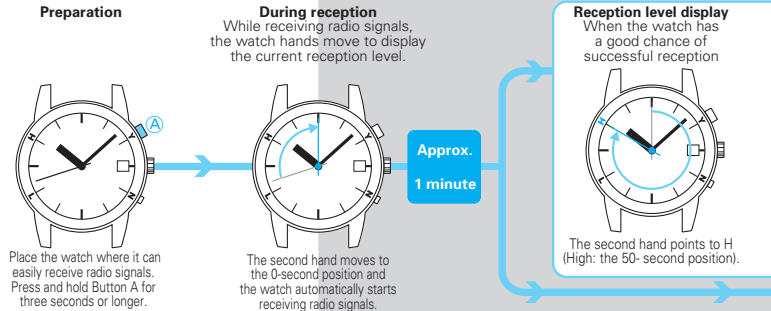 Preparation
A
Y
N
L
H
Place the watch where it can
easily receive radio signals.
Press and hold Button A for
three seconds or longer.
During reception
While receiving radio signals,
the watch hands move to display
the current reception level.
Y
N
L
H
The second hand moves to
the 0-second position and
the watch automatically starts
receiving radio signals.
Approx.
1 minute
Reception level display
When the watch has
a good chance of
successful reception
H
Y
N
L
The second hand points to H
(High: the 50- second position).